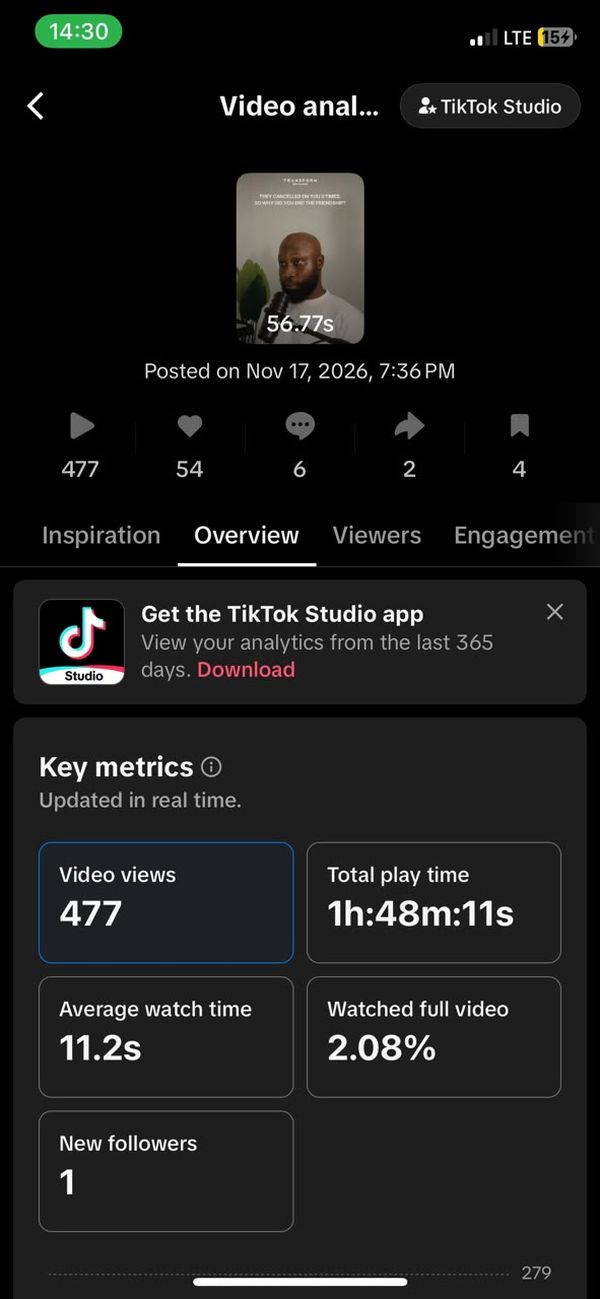 14:30
LTE 15
Video anal...
TikTok Studio
TRANSFORM
THEY CANCELLED ON YOU 3 TIMES.
SO WHY DID YOU END THE FRIENDSHIP?
56.77s
Posted on Nov 17, 2026, 7:36 PM
477 54 6 2 4
Inspiration Overview Viewers Engagement
Get the TikTok Studio app
View your analytics from the last 365
days. Download
Studio
Key metrics
Updated in real time.
Video views
477
Total play time
1h:48m:11s
Average watch time
11.2s
Watched full video
2.08%
New followers
1
279